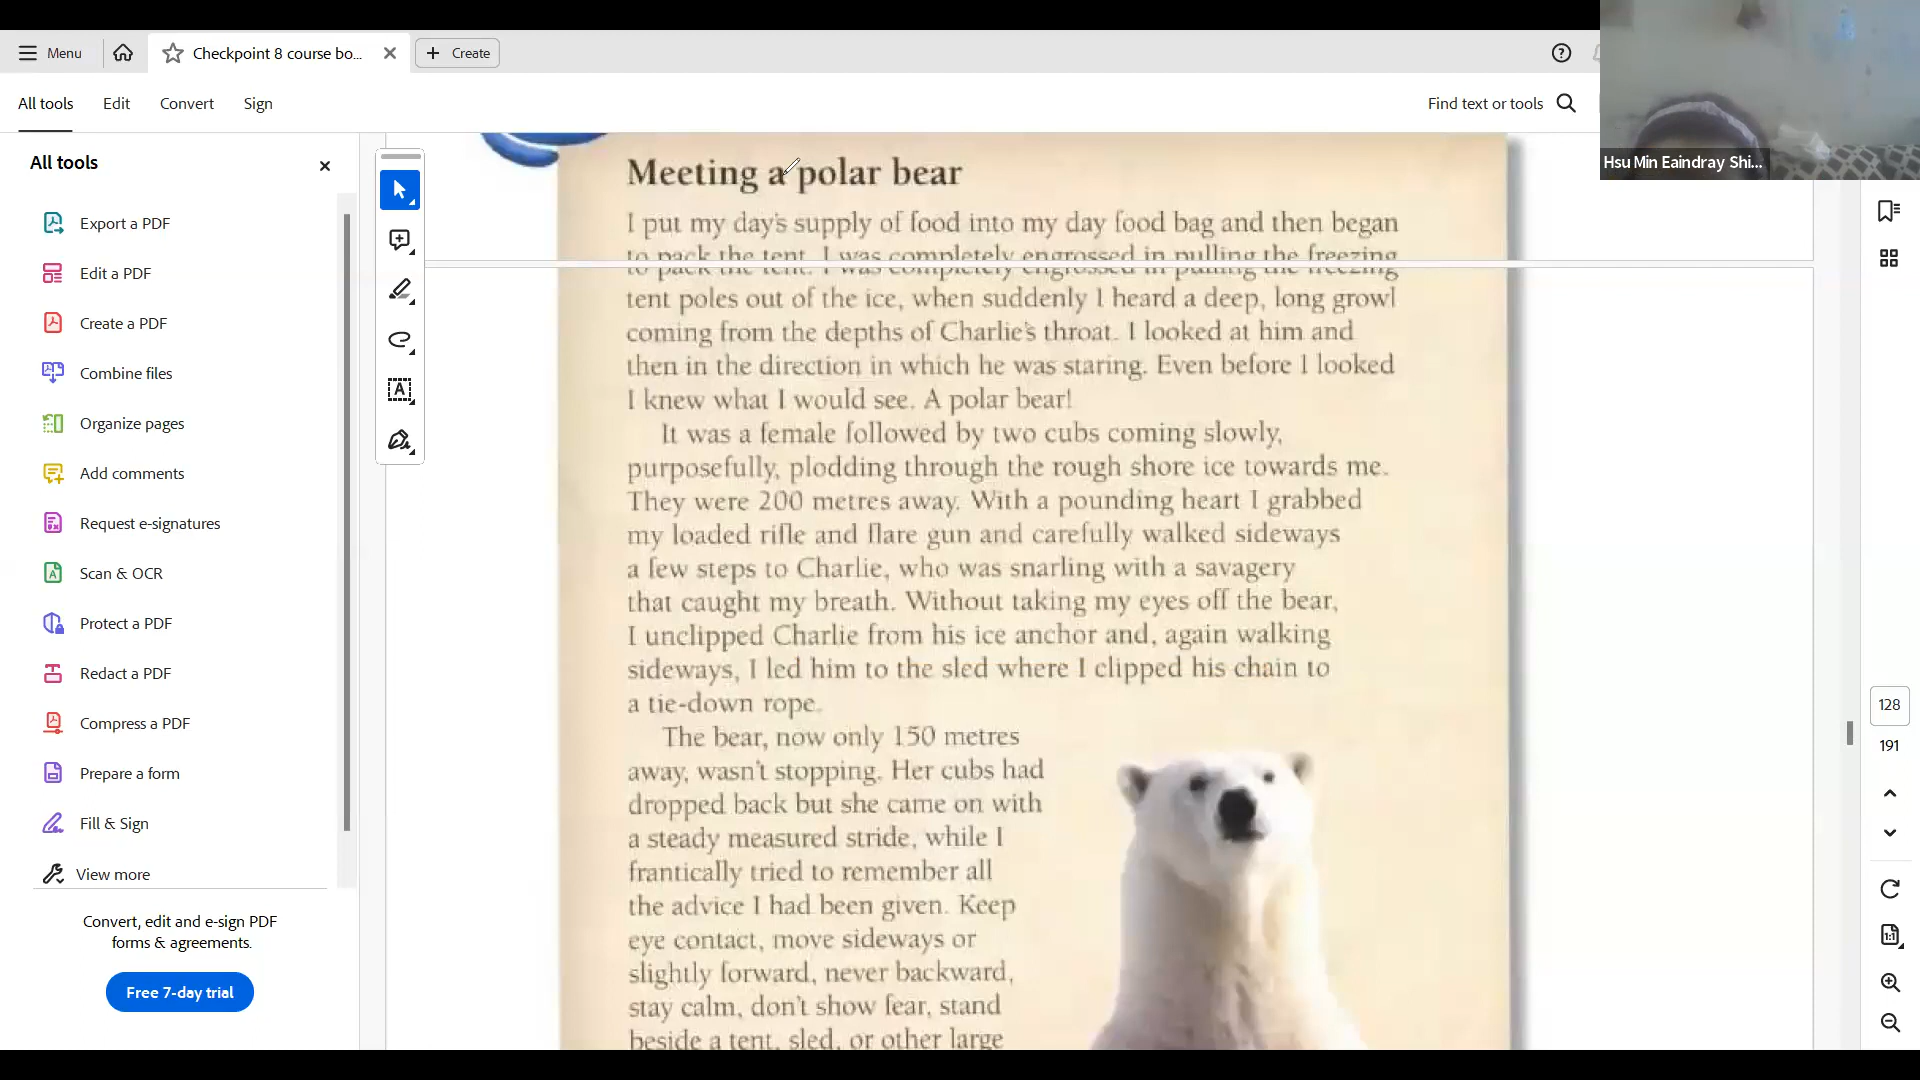 Menu
Checkpoint 8 course bo...
Create
All tools
Edit
Convert
Sign
Find text or tools
Hsu Min Eaindray Shi...
All tools
Export a PDF
Edit a PDF
Create a PDF
Combine files
Organize pages
Add comments
Request e-signatures
Scan & OCR
Protect a PDF
Redact a PDF
Compress a PDF
Prepare a form
Fill & Sign
View more
Convert, edit and e-sign PDF
forms & agreements.
Free 7-day trial
Meeting a polar bear
I put my day's supply of food into my day food bag and then began
to pack the tent. I was completely engrossed in pulling the freezing
to pack the tent. I was completely engrossed in pulling the freezing
tent poles out of the ice, when suddenly I heard a deep, long growl
coming from the depths of Charlie's throat. I looked at him and
then in the direction in which he was staring. Even before I looked
I knew what I would see. A polar bear!
It was a female followed by two cubs coming slowly,
purposefully, plodding through the rough shore ice towards me.
They were 200 metres away. With a pounding heart I grabbed
my loaded rifle and flare gun and carefully walked sideways
a few steps to Charlie, who was snarling with a savagery
that caught my breath. Without taking my eyes off the bear,
I unclipped Charlie from his ice anchor and, again walking
sideways, I led him to the sled where I clipped his chain to
a tie-down rope.
The bear, now only 150 metres
away, wasn't stopping. Her cubs had
dropped back but she came on with
a steady measured stride, while I
frantically tried to remember all
the advice I had been given. Keep
eye contact, move sideways or
slightly forward, never backward,
stay calm, don't show fear, stand
beside a tent, sled, or other large
128
191